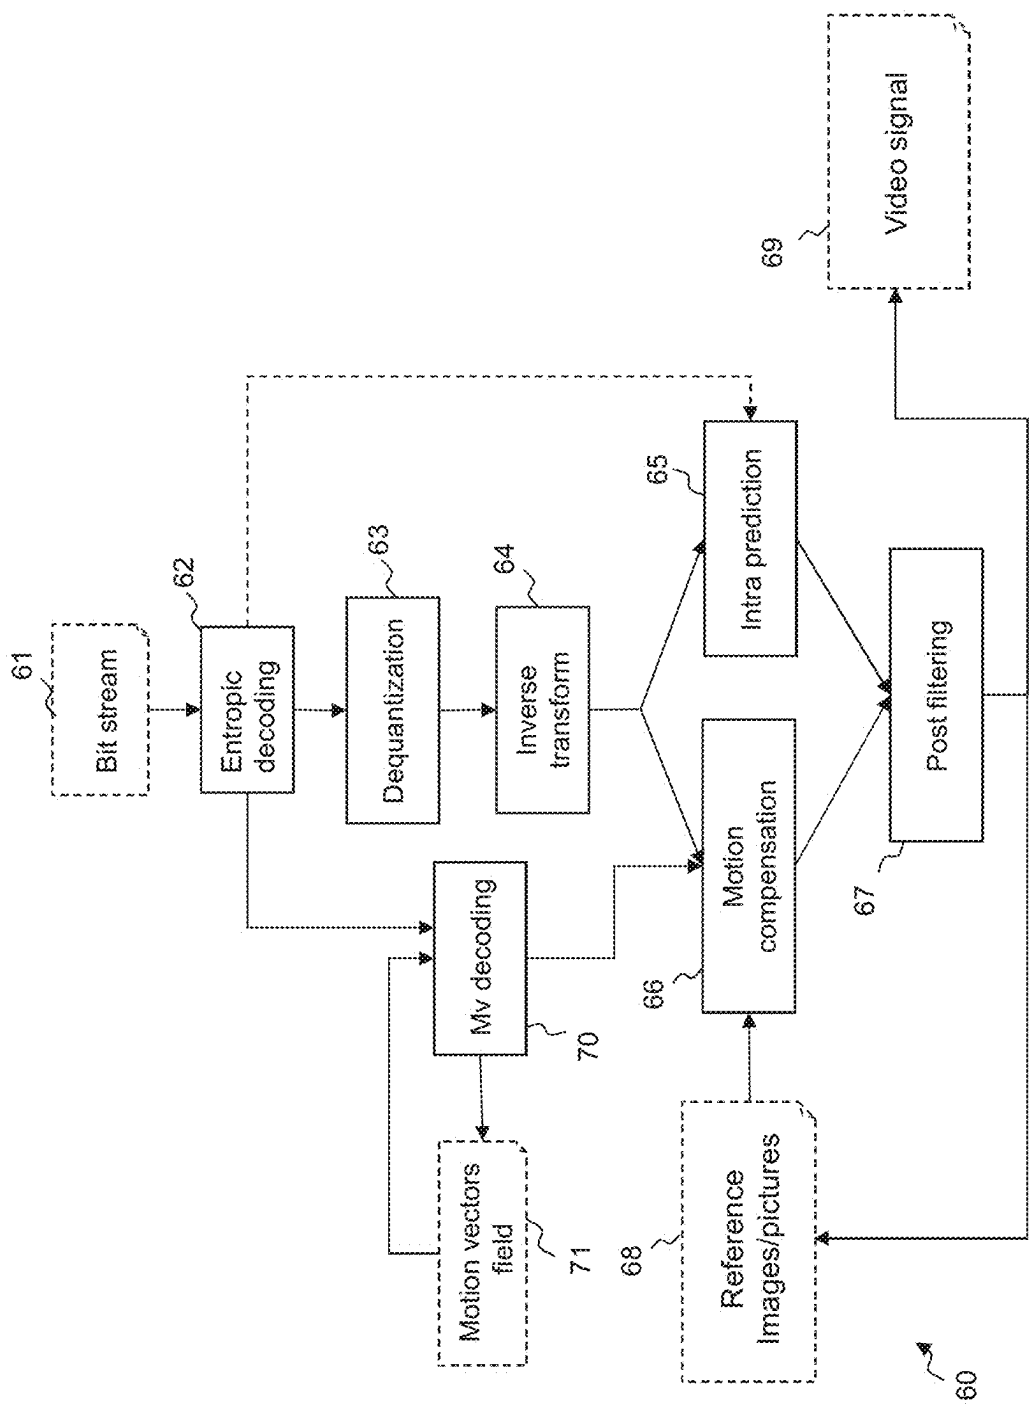 61
Bit stream
62
Entropic
decoding
63
Dequantization
64
Inverse
transform
65
Intra prediction
Mv decoding
70
Motion vectors
field
71
Motion
compensation
66
Reference
Images/pictures
68
Post filtering
67
Video signal
69
60